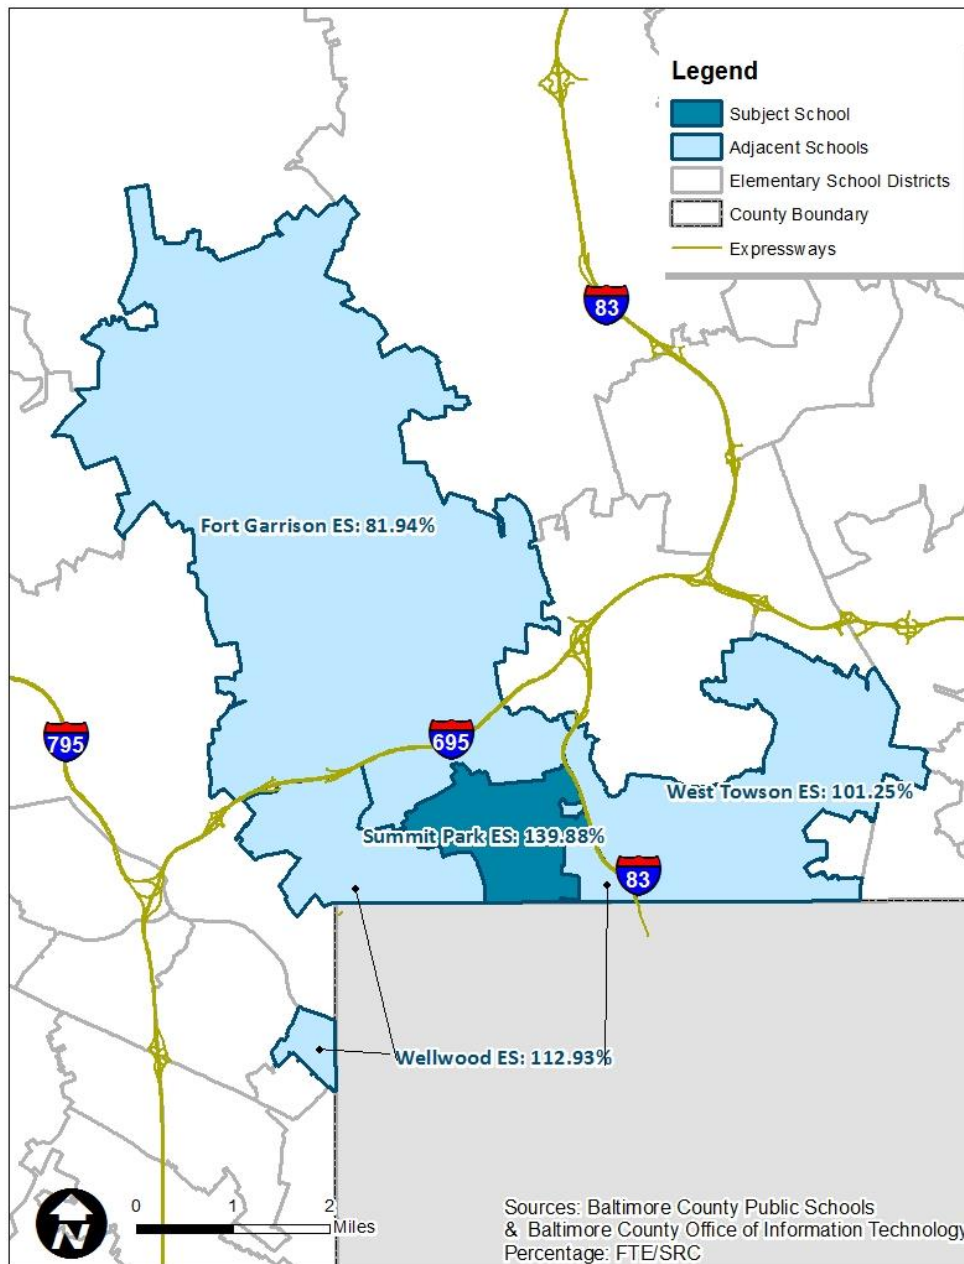 Legend
Subject School
Adjacent Schools
Elementary School Districts
County Boundary
Expressways
83
Fort Garrison ES: 81.94%
795
695
West Towson ES: 101.25%
Summit Park ES: 139.88%
83
Wellwood ES: 112.93%
N
0 1 2
Miles
Sources: Baltimore County Public Schools
& Baltimore County Office of Information Technology
Percentage: FTE/SRC